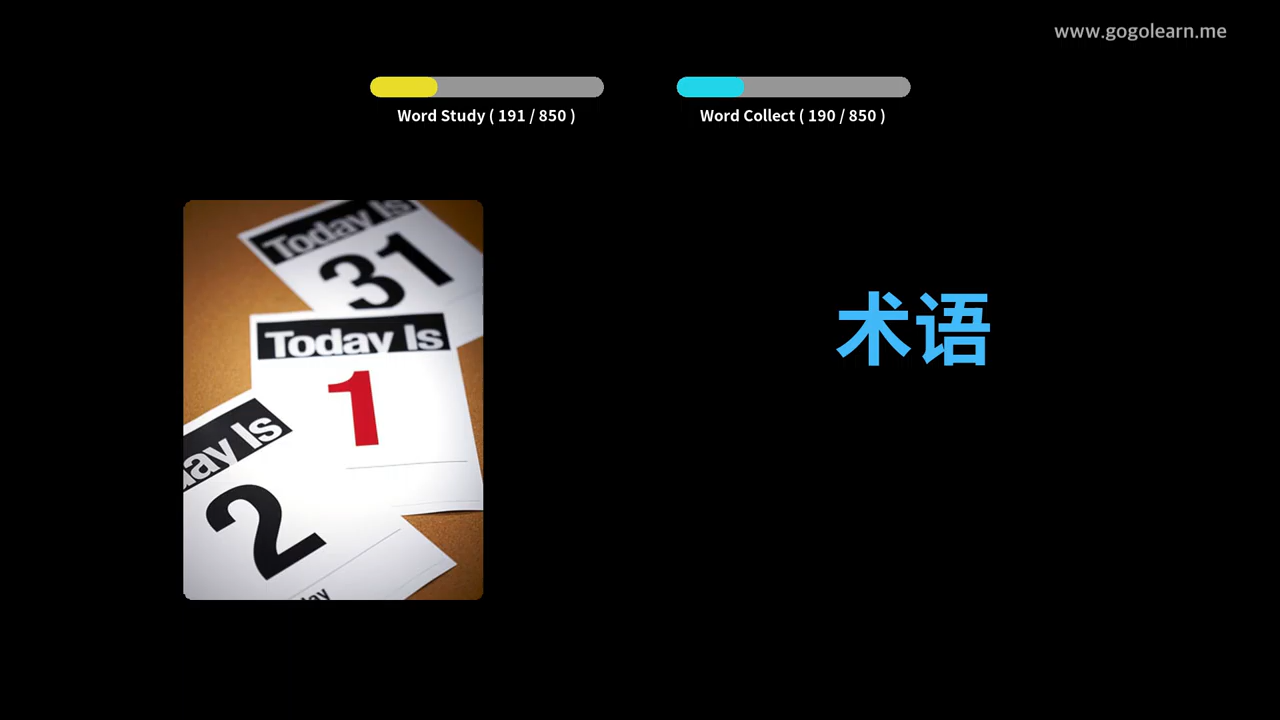 www.gogolearn.me
Word Study ( 191 / 850 )
Word Collect ( 190 / 850 )
Today Is
31
Today Is
1
术语
ay Is
2
ay